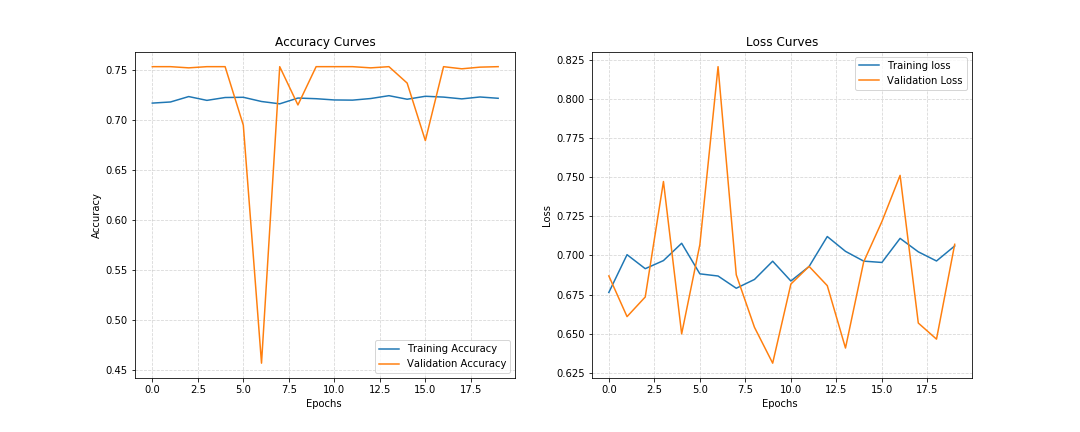 Accuracy Curves
0.75
0.70
0.65
0.60
0.55
0.50
0.45
Accuracy
0.0 2.5 5.0 7.5 10.0 12.5 15.0 17.5
Epochs
Training Accuracy
Validation Accuracy
Loss Curves
0.825
0.800
0.775
0.750
0.725
0.700
0.675
0.650
0.625
Loss
0.0 2.5 5.0 7.5 10.0 12.5 15.0 17.5
Epochs
Training loss
Validation Loss